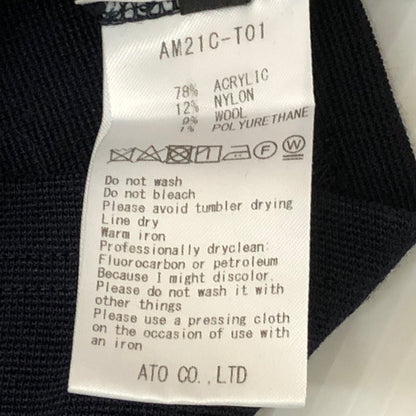 AM21C-T01
78% ACRYLIC
12% NYLON
9% WOOL
1% POLYURETHANE
F W
Do not wash
Do not bleach
Please avoid tumbler drying
Line dry
Warm iron
Professionally dryclean:
Fluorocarbon or petroleum
Because I might discolor.
Please do not wash it with
other things
Please use a pressing cloth
on the occasion of use with
an iron
ATO CO.,LTD